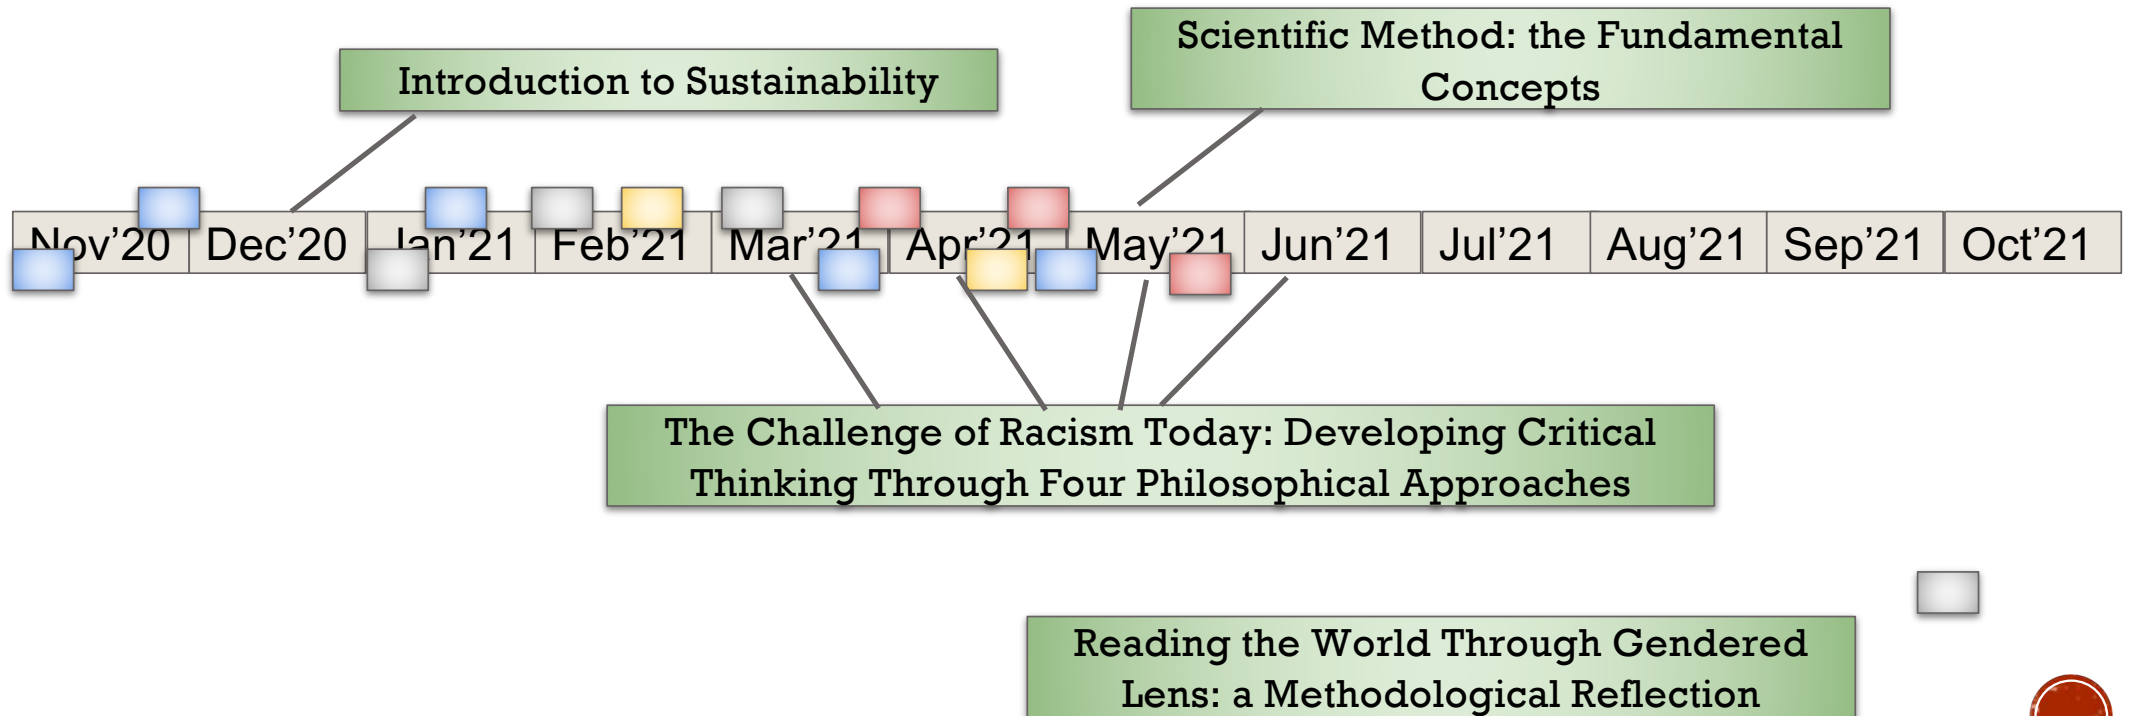 Scientific Method: the Fundamental
Concepts
Introduction to Sustainability
Nov’20 Dec’20 Jan’21 Feb’21 Mar’21 Apr’21 May’21 Jun’21 Jul’21 Aug’21 Sep’21 Oct’21
The Challenge of Racism Today: Developing Critical
Thinking Through Four Philosophical Approaches
Reading the World Through Gendered
Lens: a Methodological Reflection